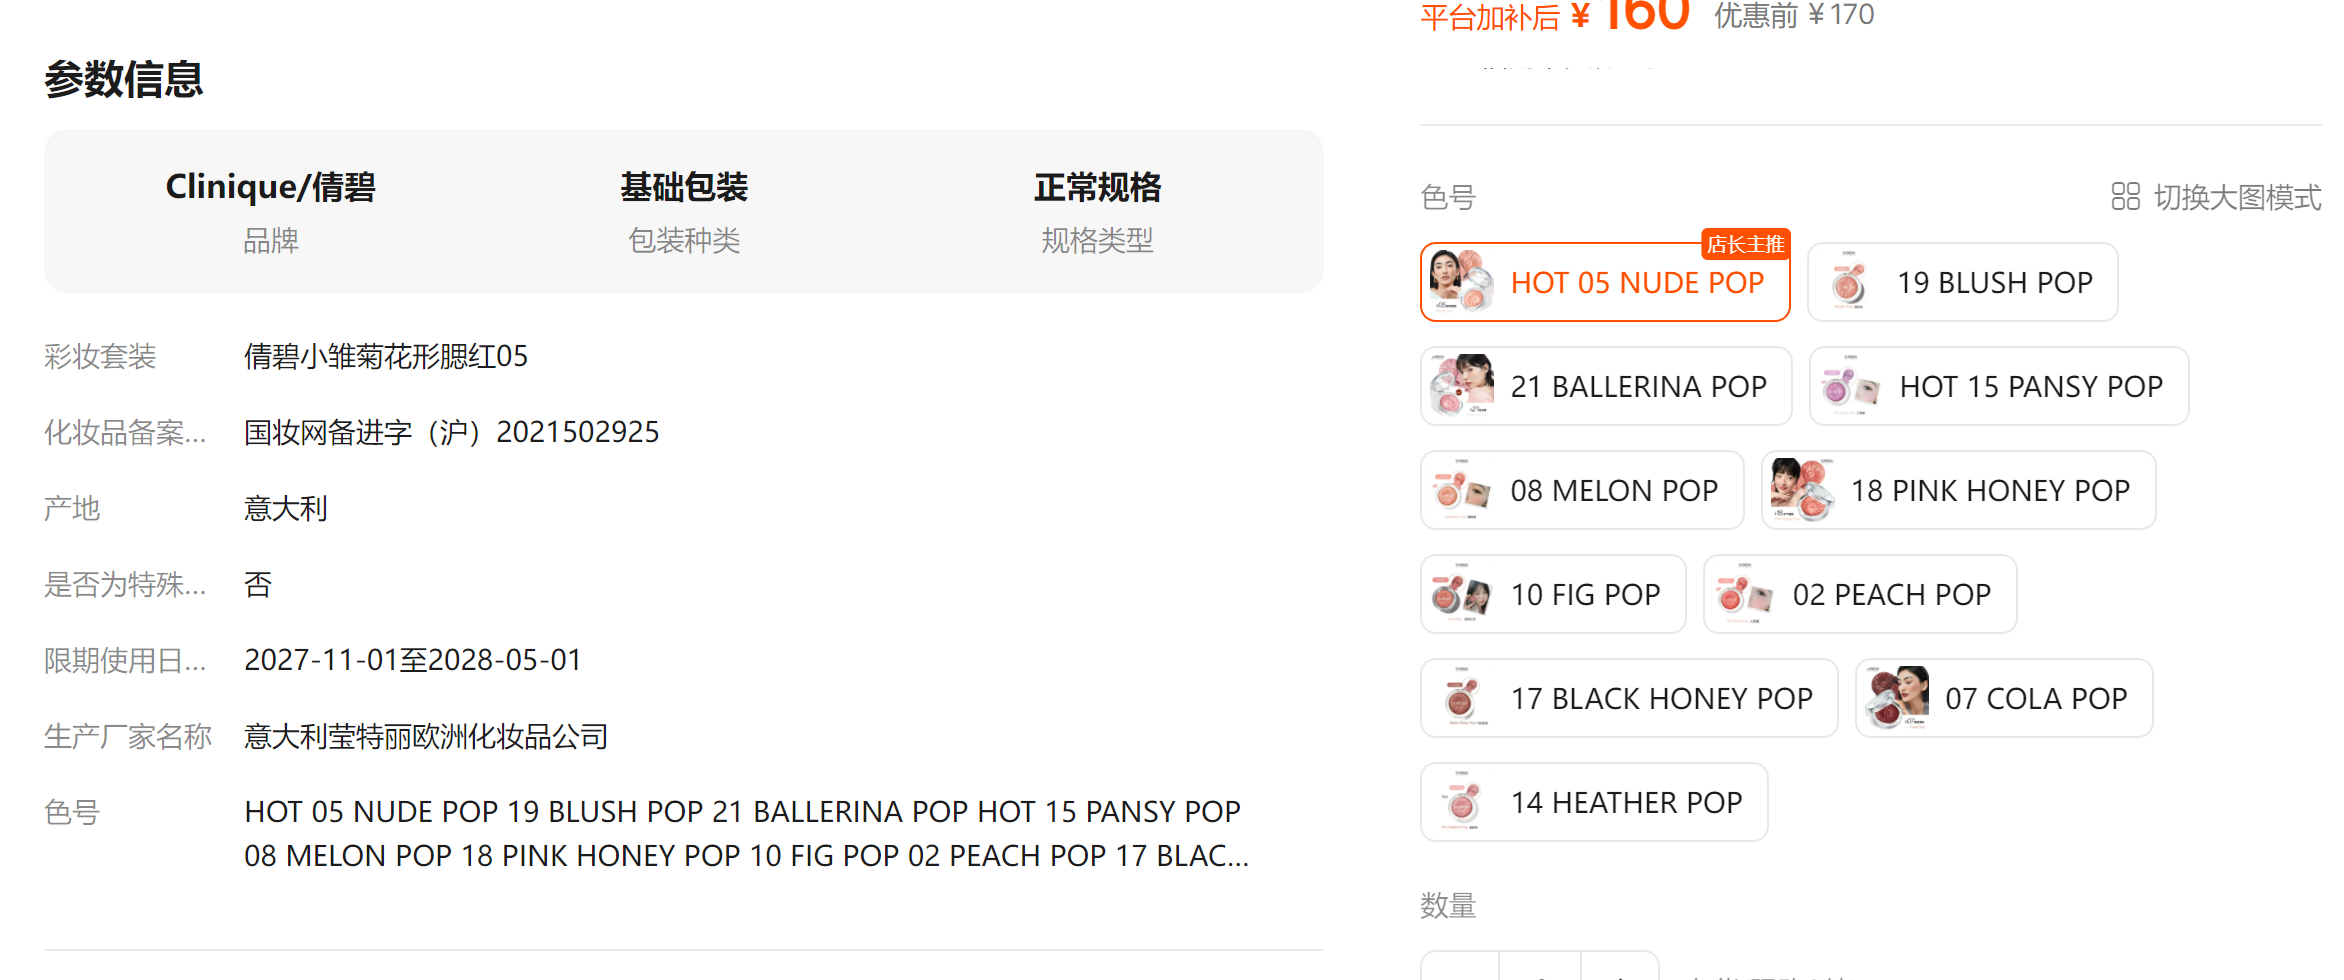 参数信息
Clinique/倩碧
品牌
基础包装
包装种类
正常规格
规格类型
彩妆套装 倩碧小雏菊花形腮红05
化妆品备案... 国妆网备进字（沪）2021502925
产地 意大利
是否为特殊... 否
限期使用日... 2027-11-01至2028-05-01
生产厂家名称 意大利莹特丽欧洲化妆品公司
色号 HOT 05 NUDE POP 19 BLUSH POP 21 BALLERINA POP HOT 15 PANSY POP
08 MELON POP 18 PINK HONEY POP 10 FIG POP 02 PEACH POP 17 BLAC...
平台加补后 ¥160 优惠前 ¥170
色号
切换大图模式
店长主推
HOT 05 NUDE POP
19 BLUSH POP
21 BALLERINA POP
HOT 15 PANSY POP
08 MELON POP
18 PINK HONEY POP
10 FIG POP
02 PEACH POP
17 BLACK HONEY POP
07 COLA POP
14 HEATHER POP
数量